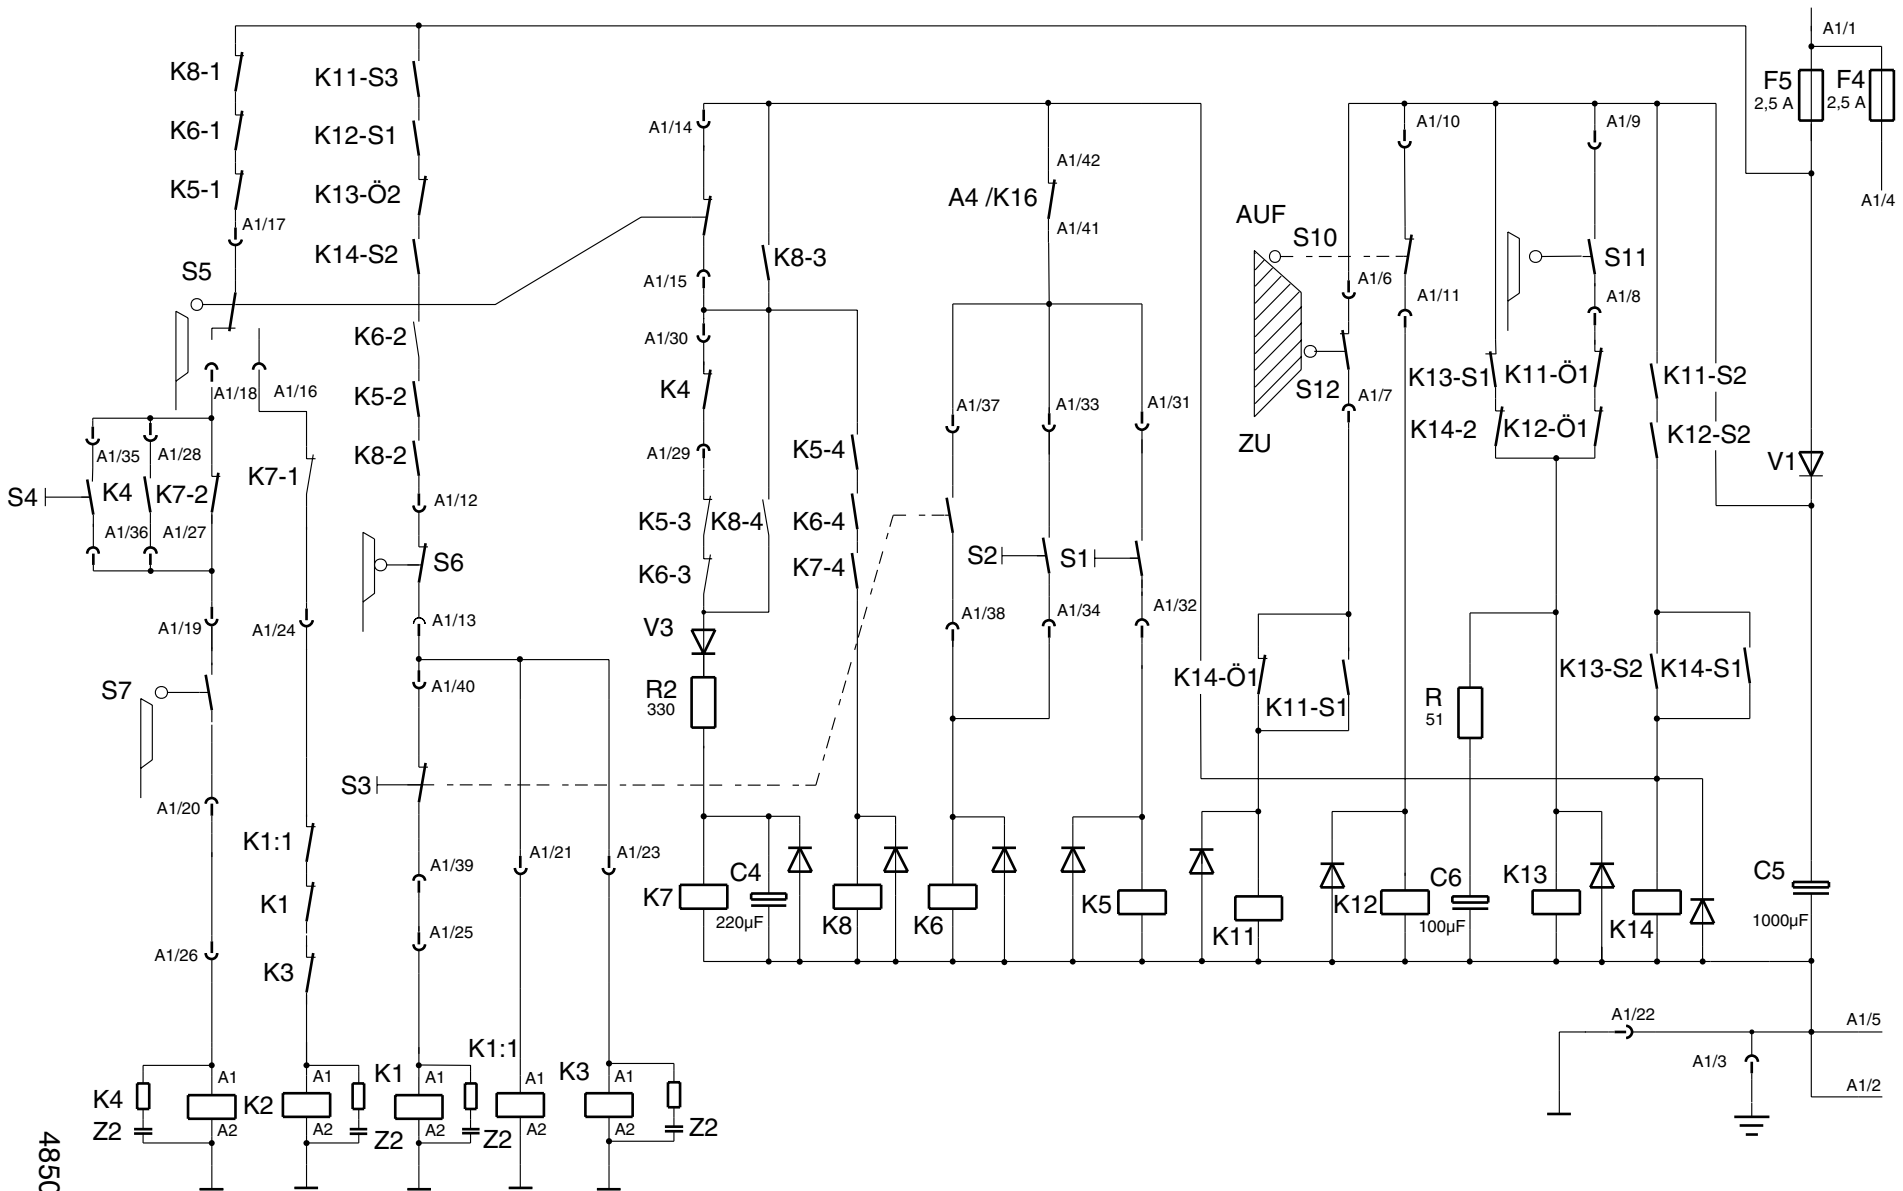 A1/1
F5
2,5 A
F4
2,5 A
A1/4
K8-1
K6-1
K5-1
A1/17
S5
K11-S3
K12-S1
K13-Ö2
K14-S2
K6-2
K5-2
K8-2
A1/12
S6
A1/13
A1/18
A1/16
A1/35
A1/28
S4
K4
K7-2
K7-1
A1/36
A1/27
A1/19
A1/24
S7
A1/20
A1/26
K1:1
K1
K3
A1/40
S3
A1/39
A1/25
A1/21
A1/23
A1/14
A1/15
K8-3
A1/30
K4
A1/29
K5-3
K8-4
K6-3
V3
R2
330
K5-4
K6-4
K7-4
A1/42
A4 /K16
A1/41
A1/37
A1/33
A1/31
S2
S1
A1/38
A1/34
A1/32
AUF
S10
A1/10
A1/6
A1/11
S12
A1/7
ZU
A1/9
S11
A1/8
K13-S1
K11-Ö1
K14-2
K12-Ö1
K11-S2
K12-S2
V1
K14-Ö1
K11-S1
R
51
K13-S2
K14-S1
K7
C4
220µF
K8
K6
K5
K11
K12
C6
100µF
K13
K14
C5
1000µF
A1/22
A1/5
A1/3
A1/2
K4
Z2
A1
A2
K2
A1
A2
Z2
K1
A1
A2
Z2
K1:1
A1
A2
K3
A1
A2
Z2
4850